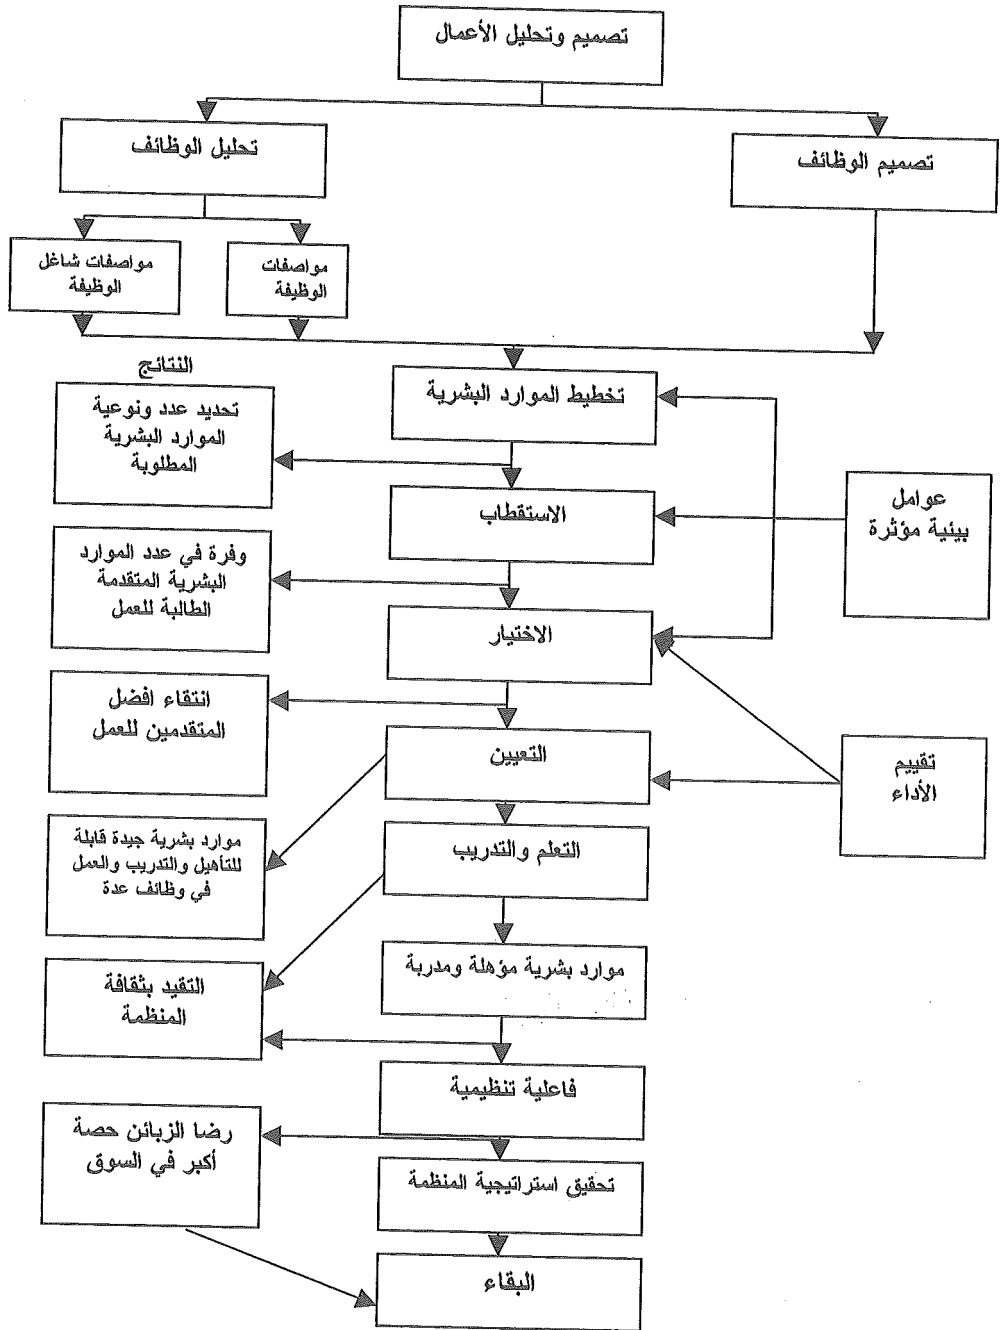 تصميم وتحليل الأعمال
تصميم الوظائف
تحليل الوظائف
مواصفات
الوظيفة
مواصفات شاغل
الوظيفة
النتائج
تخطيط الموارد البشرية
تحديد عدد ونوعية
الموارد البشرية
المطلوبة
عوامل
بيئية مؤثرة
الاستقطاب
وفرة في عدد الموارد
البشرية المتقدمة
الطالبة للعمل
الاختيار
انتقاء افضل
المتقدمين للعمل
تقييم
الأداء
التعيين
موارد بشرية جيدة قابلة
للتأهيل والتدريب والعمل
في وظائف عدة
التعلم والتدريب
موارد بشرية مؤهلة ومدربة
التقيد بثقافة
المنظمة
فاعلية تنظيمية
رضا الزبائن حصة
أكبر في السوق
تحقيق استراتيجية المنظمة
البقاء